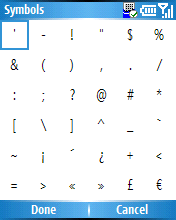 Symbols
' - ! " $ %
& ( ) , . /
: ; ? @ # *
[ \ ] ^ _ `
~ ¡ ´ ¿ + <
= > « » £ €
Done Cancel